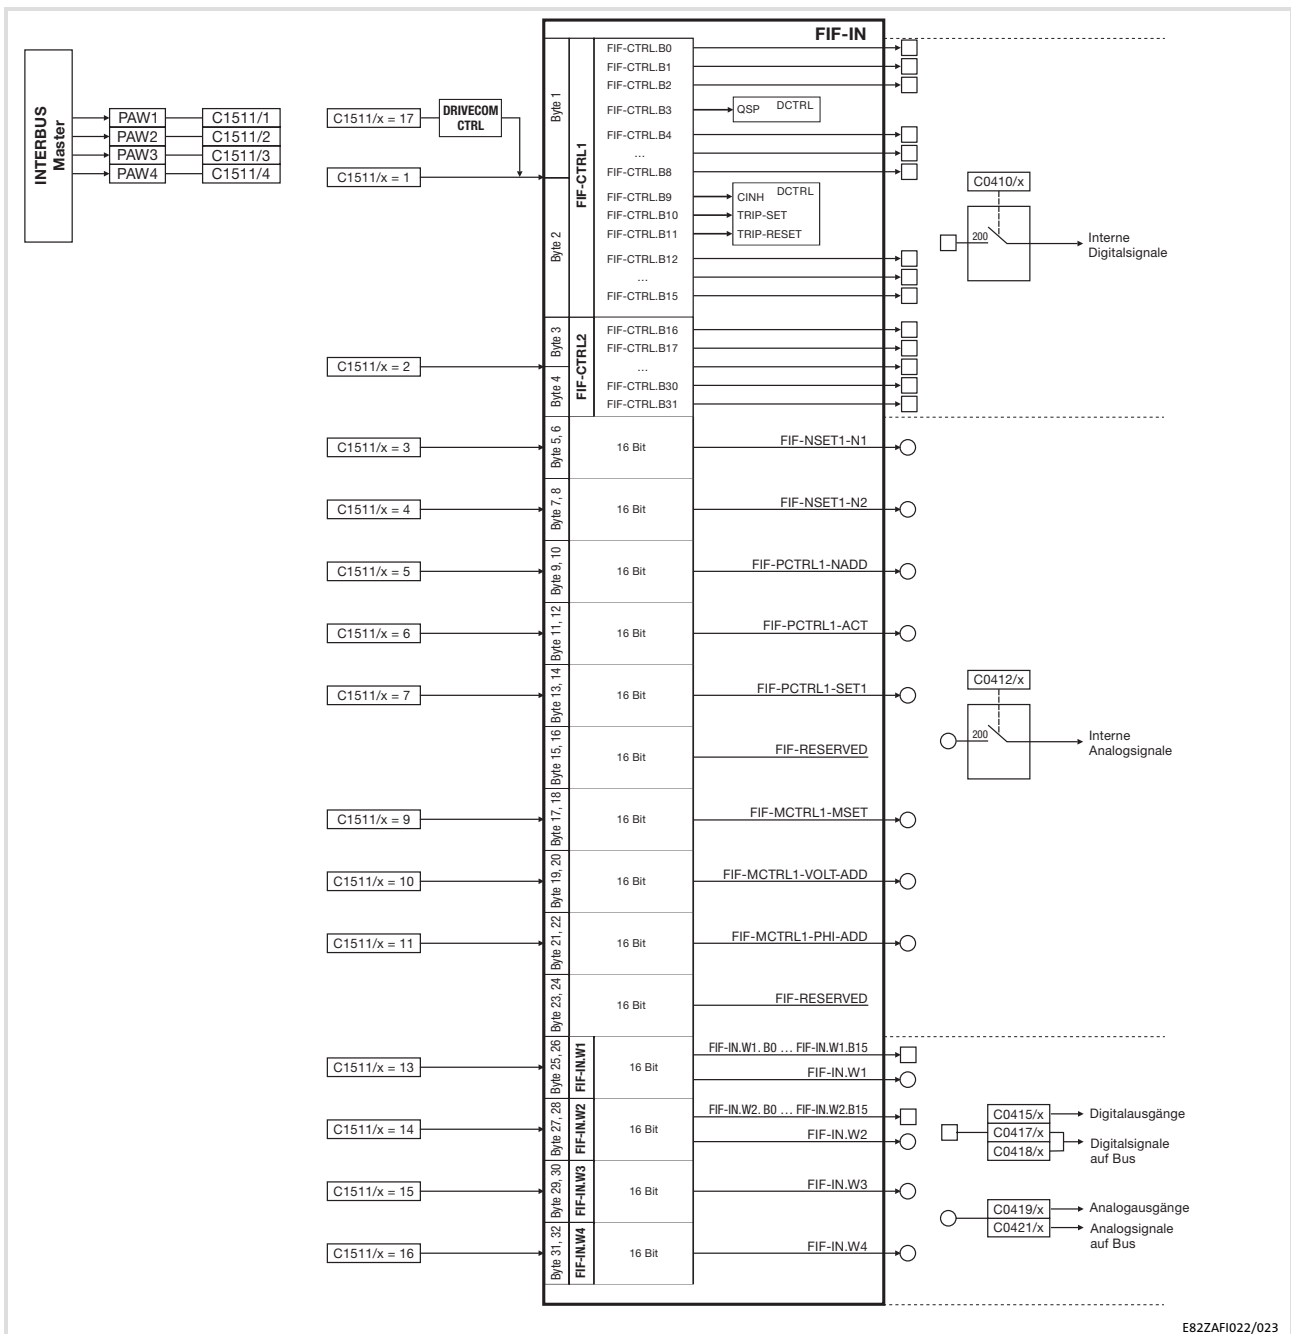 FIF-IN
INTERBUS
Master
PAW1 C1511/1
PAW2 C1511/2
PAW3 C1511/3
PAW4 C1511/4
C1511/x = 17
DRIVECOM
CTRL
C1511/x = 1
Byte 1
Byte 2
FIF-CTRL1
FIF-CTRL.B0
FIF-CTRL.B1
FIF-CTRL.B2
FIF-CTRL.B3
QSP DCTRL
FIF-CTRL.B4
...
FIF-CTRL.B8
FIF-CTRL.B9
CINH DCTRL
FIF-CTRL.B10
TRIP-SET
FIF-CTRL.B11
TRIP-RESET
FIF-CTRL.B12
...
FIF-CTRL.B15
C0410/x
200
Interne
Digitalsignale
C1511/x = 2
Byte 3
Byte 4
FIF-CTRL2
FIF-CTRL.B16
FIF-CTRL.B17
...
FIF-CTRL.B30
FIF-CTRL.B31
C1511/x = 3
Byte 5, 6
16 Bit
FIF-NSET1-N1
C1511/x = 4
Byte 7, 8
16 Bit
FIF-NSET1-N2
C1511/x = 5
Byte 9, 10
16 Bit
FIF-PCTRL1-NADD
C1511/x = 6
Byte 11, 12
16 Bit
FIF-PCTRL1-ACT
C1511/x = 7
Byte 13, 14
16 Bit
FIF-PCTRL1-SET1
Byte 15, 16
16 Bit
FIF-RESERVED
C0412/x
200
Interne
Analogsignale
C1511/x = 9
Byte 17, 18
16 Bit
FIF-MCTRL1-MSET
C1511/x = 10
Byte 19, 20
16 Bit
FIF-MCTRL1-VOLT-ADD
C1511/x = 11
Byte 21, 22
16 Bit
FIF-MCTRL1-PHI-ADD
Byte 23, 24
16 Bit
FIF-RESERVED
C1511/x = 13
Byte 25, 26
FIF-IN.W1
16 Bit
FIF-IN.W1. B0 ... FIF-IN.W1.B15
FIF-IN.W1
C1511/x = 14
Byte 27, 28
FIF-IN.W2
16 Bit
FIF-IN.W2. B0 ... FIF-IN.W2.B15
FIF-IN.W2
C0415/x
Digitalausgänge
C0417/x
C0418/x
Digitalsignale
auf Bus
C1511/x = 15
Byte 29, 30
FIF-IN.W3
16 Bit
FIF-IN.W3
C0419/x
Analogausgänge
C0421/x
Analogsignale
auf Bus
C1511/x = 16
Byte 31, 32
FIF-IN.W4
16 Bit
FIF-IN.W4
E82ZAFI022/023